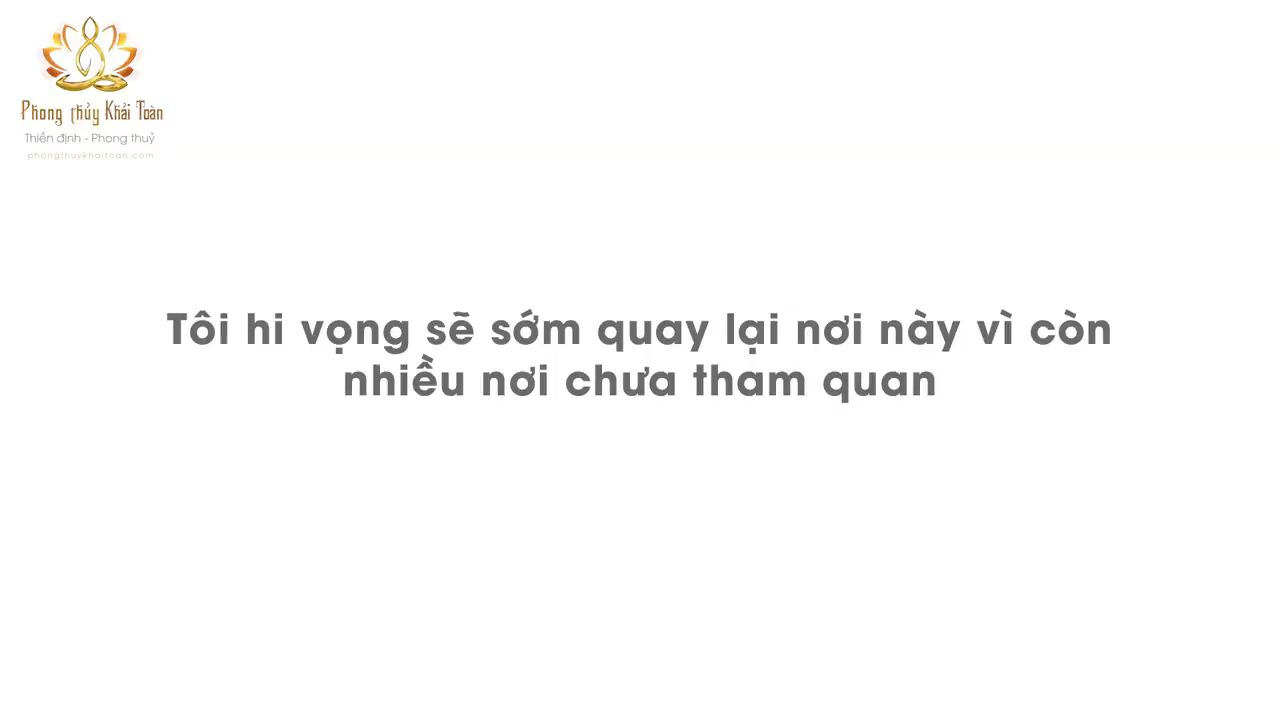 Phong thủy Khải Toàn
Thiền định - Phong thuỷ
phongthuykhaitoan.com
Tôi hi vọng sẽ sớm quay lại nơi này vì còn
nhiều nơi chưa tham quan